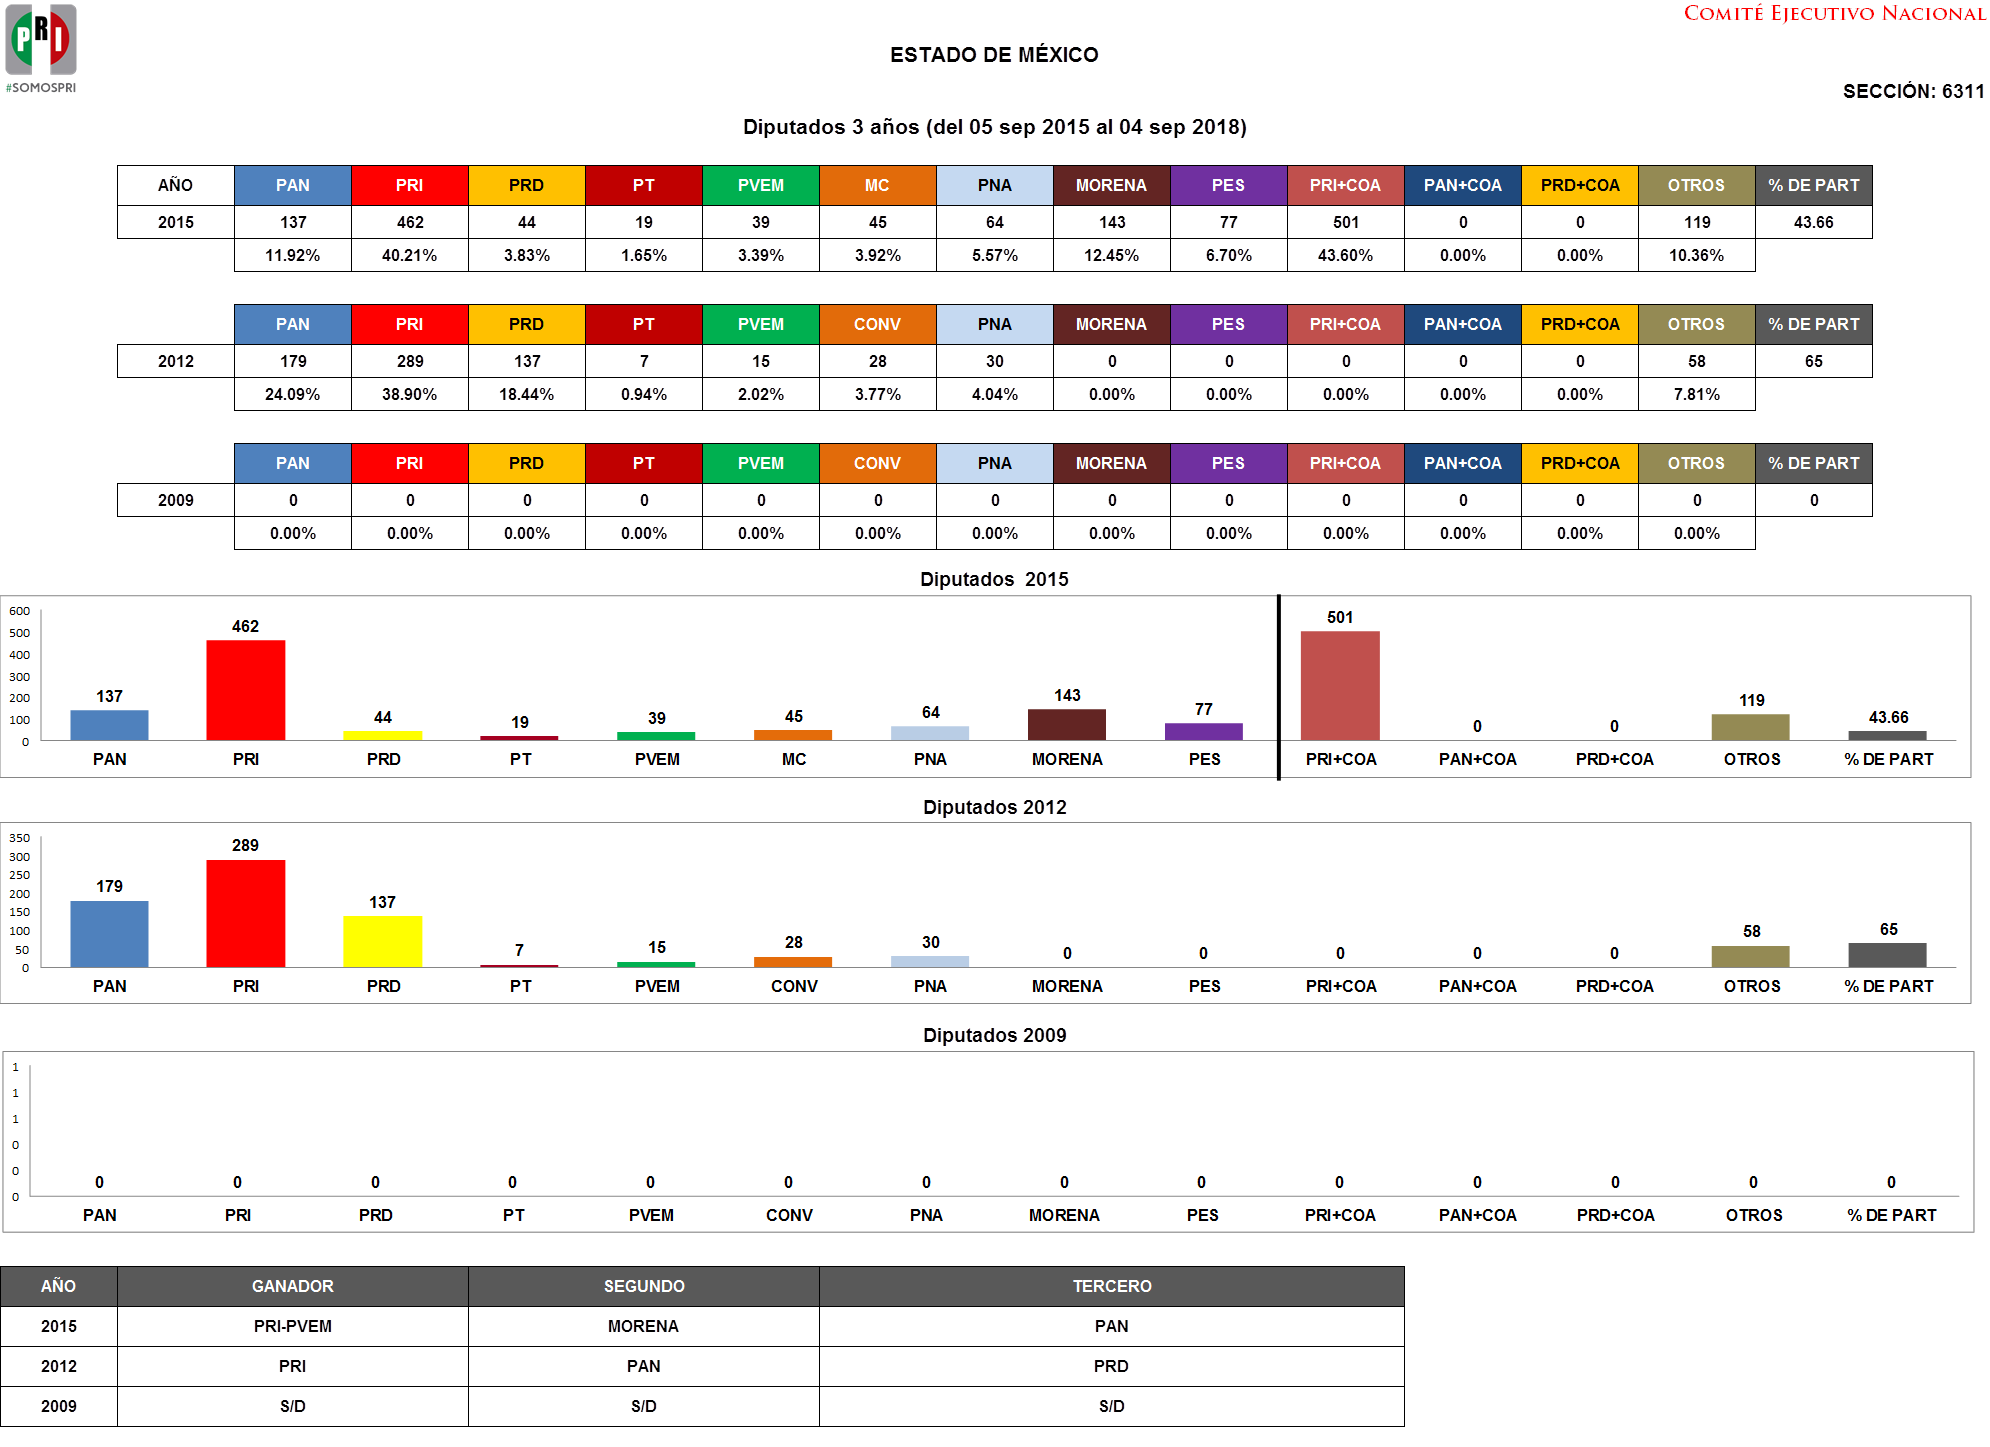 PRI
#SOMOSPRI
COMITÉ EJECUTIVO NACIONAL
ESTADO DE MÉXICO
SECCIÓN: 6311
Diputados 3 años (del 05 sep 2015 al 04 sep 2018)
AÑO PAN PRI PRD PT PVEM MC PNA MORENA PES PRI+COA PAN+COA PRD+COA OTROS % DE PART
2015 137 462 44 19 39 45 64 143 77 501 0 0 119 43.66
11.92% 40.21% 3.83% 1.65% 3.39% 3.92% 5.57% 12.45% 6.70% 43.60% 0.00% 0.00% 10.36%
PAN PRI PRD PT PVEM CONV PNA MORENA PES PRI+COA PAN+COA PRD+COA OTROS % DE PART
2012 179 289 137 7 15 28 30 0 0 0 0 0 58 65
24.09% 38.90% 18.44% 0.94% 2.02% 3.77% 4.04% 0.00% 0.00% 0.00% 0.00% 0.00% 7.81%
PAN PRI PRD PT PVEM CONV PNA MORENA PES PRI+COA PAN+COA PRD+COA OTROS % DE PART
2009 0 0 0 0 0 0 0 0 0 0 0 0 0 0
0.00% 0.00% 0.00% 0.00% 0.00% 0.00% 0.00% 0.00% 0.00% 0.00% 0.00% 0.00% 0.00%
Diputados 2015
600
500
400
300
200
100
0
137 462 44 19 39 45 64 143 77 501 0 0 119 43.66
PAN PRI PRD PT PVEM MC PNA MORENA PES PRI+COA PAN+COA PRD+COA OTROS % DE PART
Diputados 2012
350
300
250
200
150
100
50
0
179 289 137 7 15 28 30 0 0 0 0 0 58 65
PAN PRI PRD PT PVEM CONV PNA MORENA PES PRI+COA PAN+COA PRD+COA OTROS % DE PART
Diputados 2009
1
1
1
0
0
0
0 0 0 0 0 0 0 0 0 0 0 0 0 0
PAN PRI PRD PT PVEM CONV PNA MORENA PES PRI+COA PAN+COA PRD+COA OTROS % DE PART
AÑO GANADOR SEGUNDO TERCERO
2015 PRI-PVEM MORENA PAN
2012 PRI PAN PRD
2009 S/D S/D S/D